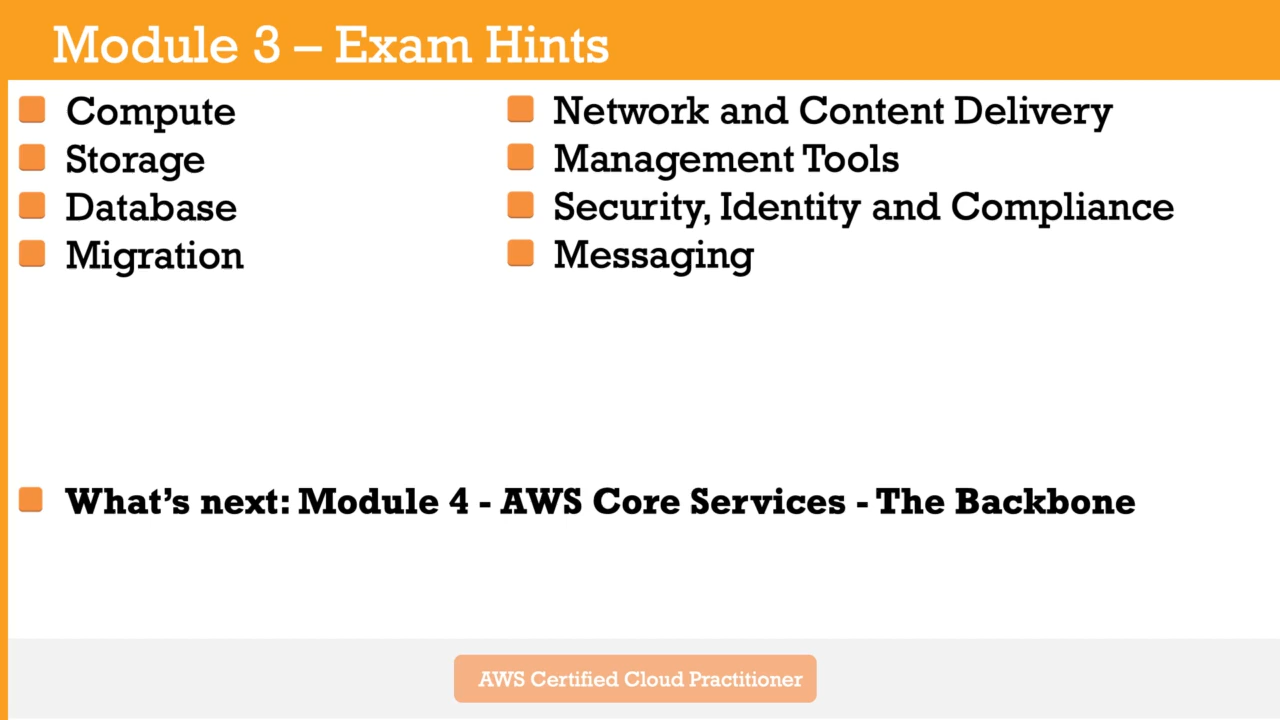 Module 3 – Exam Hints
Compute
Storage
Database
Migration
Network and Content Delivery
Management Tools
Security, Identity and Compliance
Messaging
What’s next: Module 4 - AWS Core Services - The Backbone
AWS Certified Cloud Practitioner